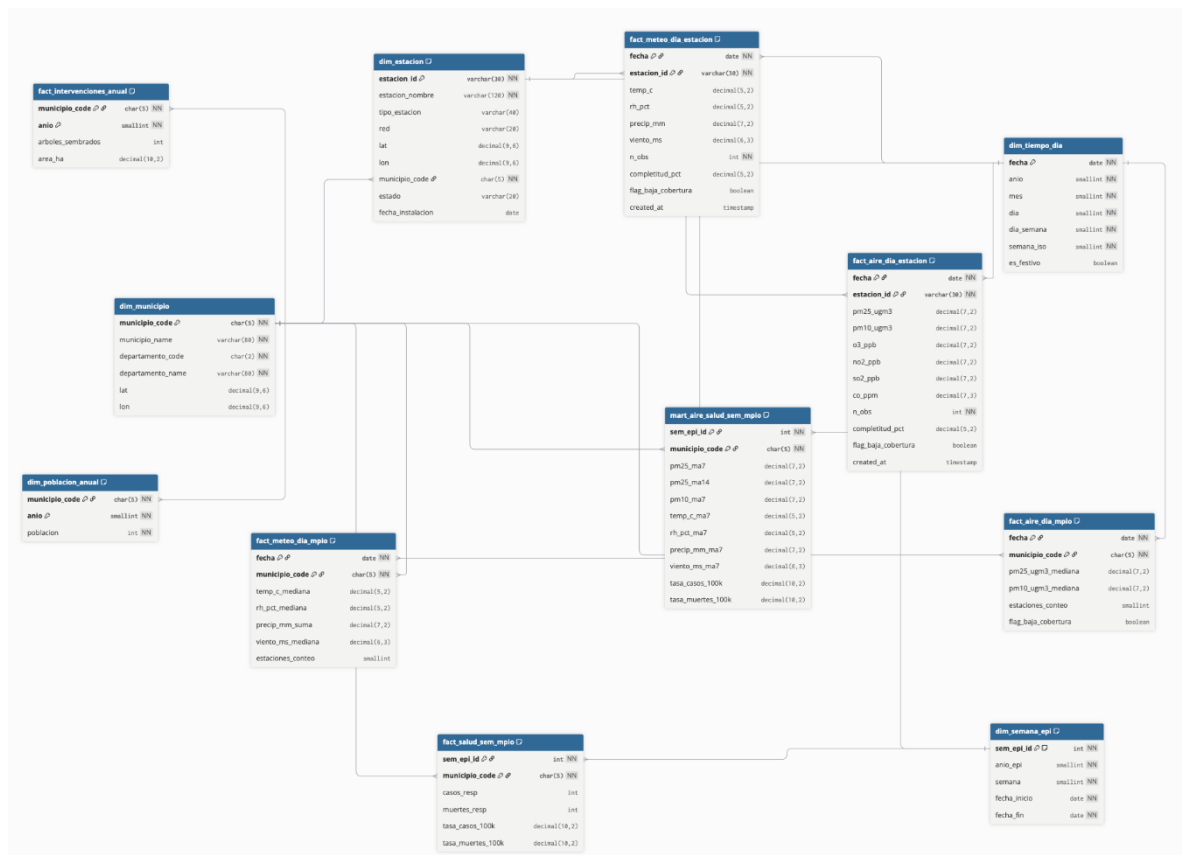 fact_intervenciones_anual
municipio_code char(5) NN
anio smallint NN
arboles_sembrados int
area_ha decimal(10,2)
dim_estacion
estacion_id varchar(30) NN
estacion_nombre varchar(120) NN
tipo_estacion varchar(40)
red varchar(20)
lat decimal(9,6)
lon decimal(9,6)
municipio_code char(5) NN
estado varchar(20)
fecha_instalacion date
fact_meteo_dia_estacion
fecha date NN
estacion_id varchar(30) NN
temp_c decimal(5,2)
rh_pct decimal(5,2)
precip_mm decimal(7,2)
viento_ms decimal(6,3)
n_obs int NN
completitud_pct decimal(5,2)
flag_baja_cobertura boolean
created_at timestamp
dim_tiempo_dia
fecha date NN
anio smallint NN
mes smallint NN
dia smallint NN
dia_semana smallint NN
semana_iso smallint NN
es_festivo boolean
fact_aire_dia_estacion
fecha date NN
estacion_id varchar(30) NN
pm25_ugm3 decimal(7,2)
pm10_ugm3 decimal(7,2)
o3_ppb decimal(7,2)
no2_ppb decimal(7,2)
so2_ppb decimal(7,2)
co_ppm decimal(7,3)
n_obs int NN
completitud_pct decimal(5,2)
flag_baja_cobertura boolean
created_at timestamp
dim_municipio
municipio_code char(5) NN
municipio_name varchar(80) NN
departamento_code char(2) NN
departamento_name varchar(80) NN
lat decimal(9,6)
lon decimal(9,6)
mart_aire_salud_sem_mpio
sem_epi_id int NN
municipio_code char(5) NN
pm25_ma7 decimal(7,2)
pm25_ma14 decimal(7,2)
pm10_ma7 decimal(7,2)
temp_c_ma7 decimal(5,2)
rh_pct_ma7 decimal(5,2)
precip_mm_ma7 decimal(7,2)
viento_ms_ma7 decimal(6,3)
tasa_casos_100k decimal(10,2)
tasa_muertes_100k decimal(10,2)
dim_poblacion_anual
municipio_code char(5) NN
anio smallint NN
poblacion int NN
fact_meteo_dia_mpio
fecha date NN
municipio_code char(5) NN
temp_c_mediana decimal(5,2)
rh_pct_mediana decimal(5,2)
precip_mm_suma decimal(7,2)
viento_ms_mediana decimal(6,3)
estaciones_conteo smallint
fact_aire_dia_mpio
fecha date NN
municipio_code char(5) NN
pm25_ugm3_mediana decimal(7,2)
pm10_ugm3_mediana decimal(7,2)
estaciones_conteo smallint
flag_baja_cobertura boolean
fact_salud_sem_mpio
sem_epi_id int NN
municipio_code char(5) NN
casos_resp int
muertes_resp int
tasa_casos_100k decimal(10,2)
tasa_muertes_100k decimal(10,2)
dim_semana_epi
sem_epi_id int NN
anio_epi smallint NN
semana smallint NN
fecha_inicio date NN
fecha_fin date NN